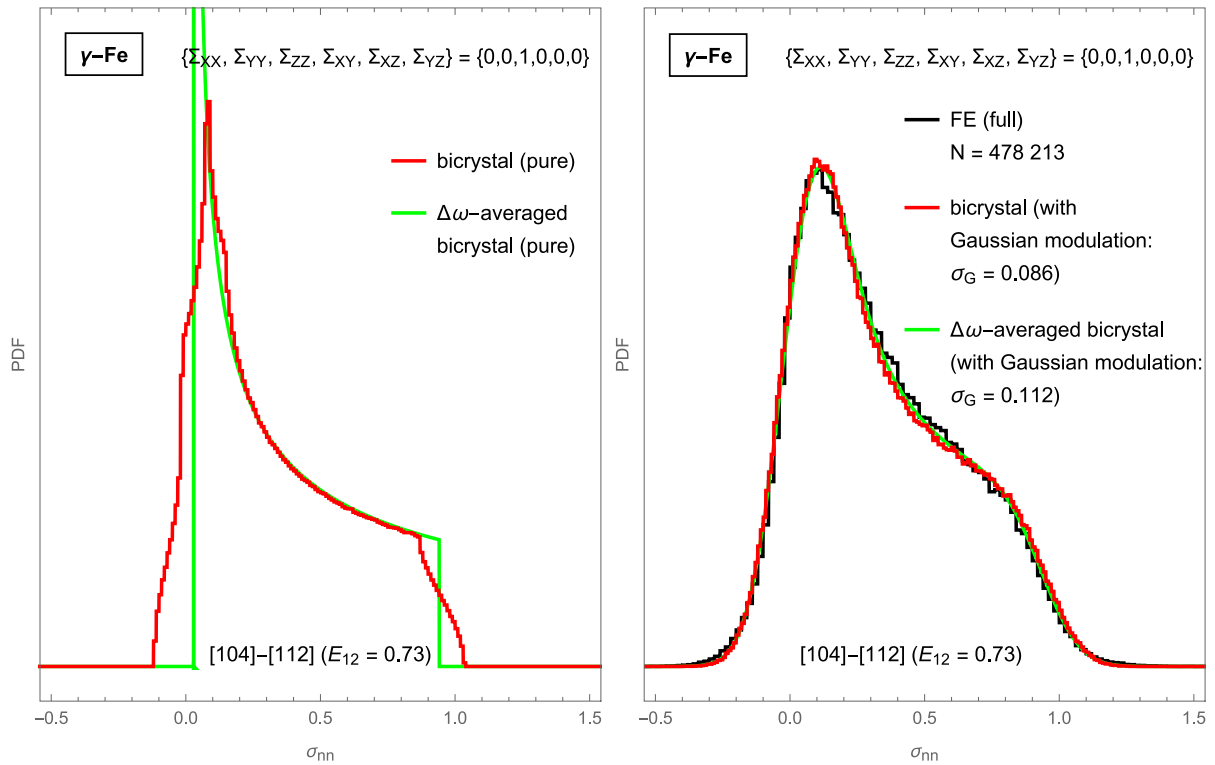 γ-Fe
{Σ_XX, Σ_YY, Σ_ZZ, Σ_XY, Σ_XZ, Σ_YZ} = {0,0,1,0,0,0}
bicrystal (pure)
Δω-averaged
bicrystal (pure)
[104]-[112] (E_12 = 0.73)
PDF
-0.5 0.0 0.5 1.0 1.5
σ_nn
γ-Fe
{Σ_XX, Σ_YY, Σ_ZZ, Σ_XY, Σ_XZ, Σ_YZ} = {0,0,1,0,0,0}
FE (full)
N = 478 213
bicrystal (with
Gaussian modulation:
σ_G = 0.086)
Δω-averaged bicrystal
(with Gaussian modulation:
σ_G = 0.112)
[104]-[112] (E_12 = 0.73)
PDF
-0.5 0.0 0.5 1.0 1.5
σ_nn